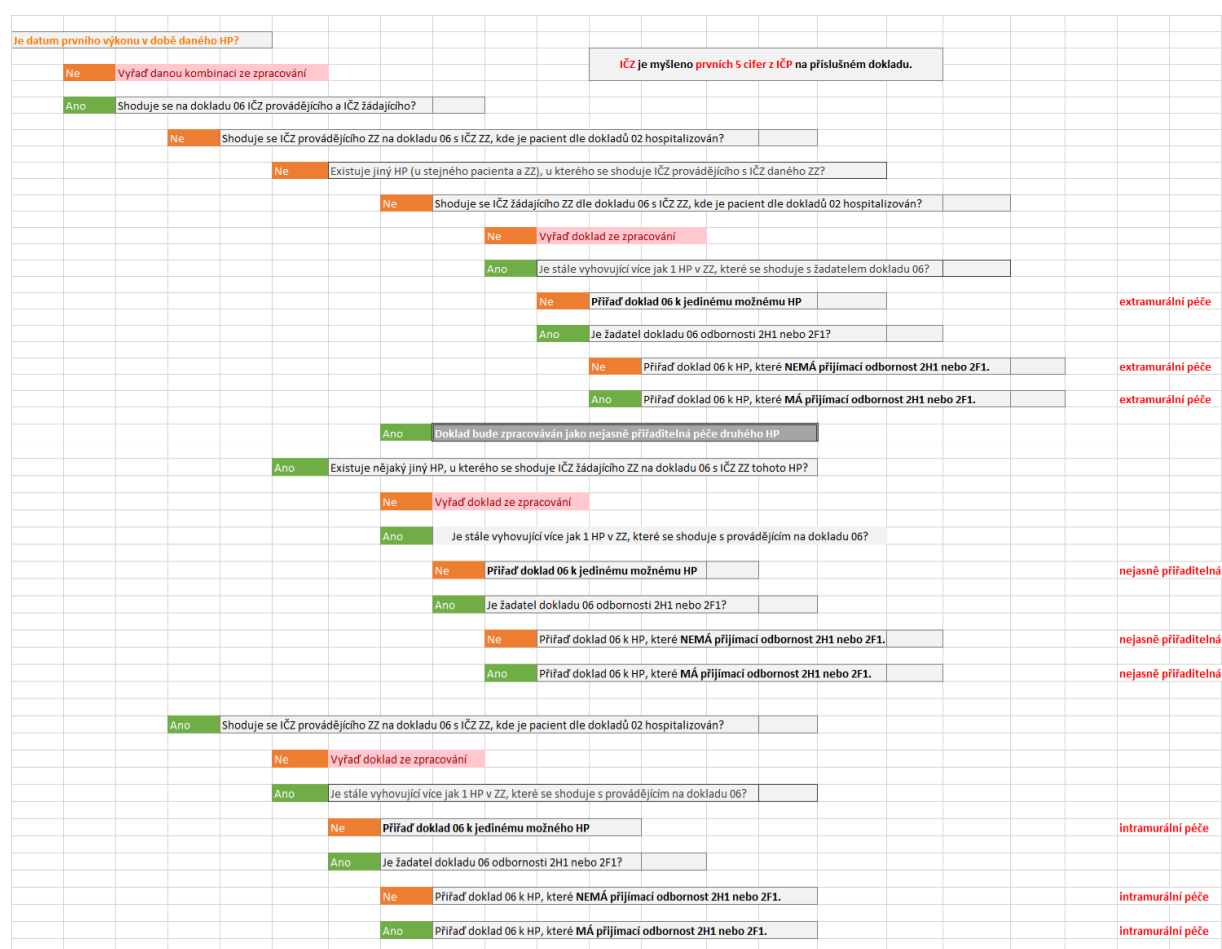 Je datum prvního výkonu v době daného HP?
IČZ je myšleno prvních 5 cifer z IČP na příslušném dokladu.
Ne Vyřaď danou kombinaci ze zpracování
Ano Shoduje se na dokladu 06 IČZ provádějícího a IČZ žádajícího?
Ne Shoduje se IČZ provádějícího ZZ na dokladu 06 s IČZ ZZ, kde je pacient dle dokladů 02 hospitalizován?
Ne Existuje jiný HP (u stejného pacienta a ZZ), u kterého se shoduje IČZ provádějícího s IČZ daného ZZ?
Ne Shoduje se IČZ žádajícího ZZ dle dokladu 06 s IČZ ZZ, kde je pacient dle dokladů 02 hospitalizován?
Ne Vyřaď doklad ze zpracování
Ano Je stále vyhovující více jak 1 HP v ZZ, které se shoduje s žadatelem dokladu 06?
Ne Přiřaď doklad 06 k jedinému možnému HP extramurální péče
Ano Je žadatel dokladu 06 odbornosti 2H1 nebo 2F1?
Ne Přiřaď doklad 06 k HP, které NEMÁ přijímací odbornost 2H1 nebo 2F1. extramurální péče
Ano Přiřaď doklad 06 k HP, které MÁ přijímací odbornost 2H1 nebo 2F1. extramurální péče
Ano Doklad bude zpracováván jako nejasně přiřaditelná péče druhého HP
Ano Existuje nějaký jiný HP, u kterého se shoduje IČZ žádajícího ZZ na dokladu 06 s IČZ ZZ tohoto HP?
Ne Vyřaď doklad ze zpracování
Ano Je stále vyhovující více jak 1 HP v ZZ, které se shoduje s provádějícím na dokladu 06?
Ne Přiřaď doklad 06 k jedinému možnému HP nejasně přiřaditelná
Ano Je žadatel dokladu 06 odbornosti 2H1 nebo 2F1?
Ne Přiřaď doklad 06 k HP, které NEMÁ přijímací odbornost 2H1 nebo 2F1. nejasně přiřaditelná
Ano Přiřaď doklad 06 k HP, které MÁ přijímací odbornost 2H1 nebo 2F1. nejasně přiřaditelná
Ano Shoduje se IČZ provádějícího ZZ na dokladu 06 s IČZ ZZ, kde je pacient dle dokladů 02 hospitalizován?
Ne Vyřaď doklad ze zpracování
Ano Je stále vyhovující více jak 1 HP v ZZ, které se shoduje s provádějícím na dokladu 06?
Ne Přiřaď doklad 06 k jedinému možného HP intramurální péče
Ano Je žadatel dokladu 06 odbornosti 2H1 nebo 2F1?
Ne Přiřaď doklad 06 k HP, které NEMÁ přijímací odbornost 2H1 nebo 2F1. intramurální péče
Ano Přiřaď doklad 06 k HP, které MÁ přijímací odbornost 2H1 nebo 2F1. intramurální péče